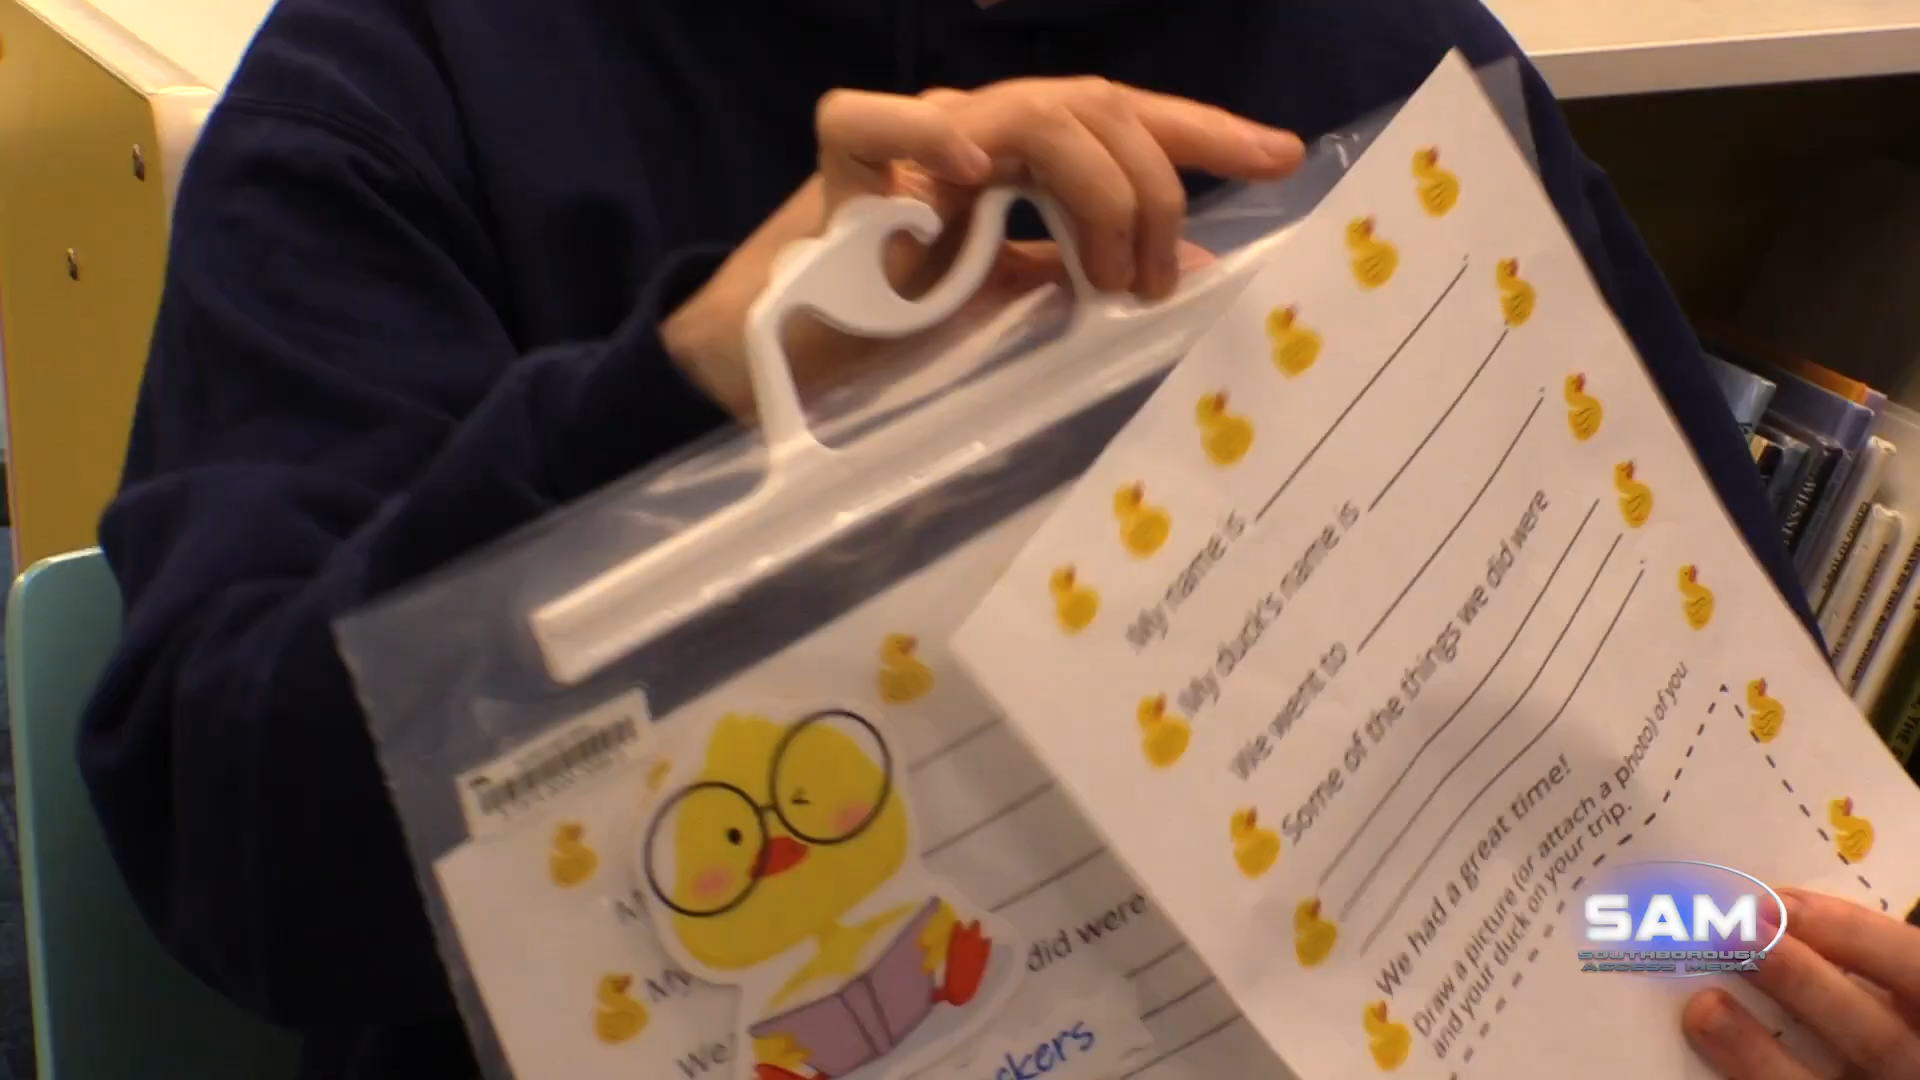 My name is
My duck's name is
We went to
Some of the things we did were
We had a great time!
Draw a picture (or attach a photo) of you
and your duck on your trip.
My
We
did were
ckers
SAM
SOUTHBOROUGH
ACCESS MEDIA